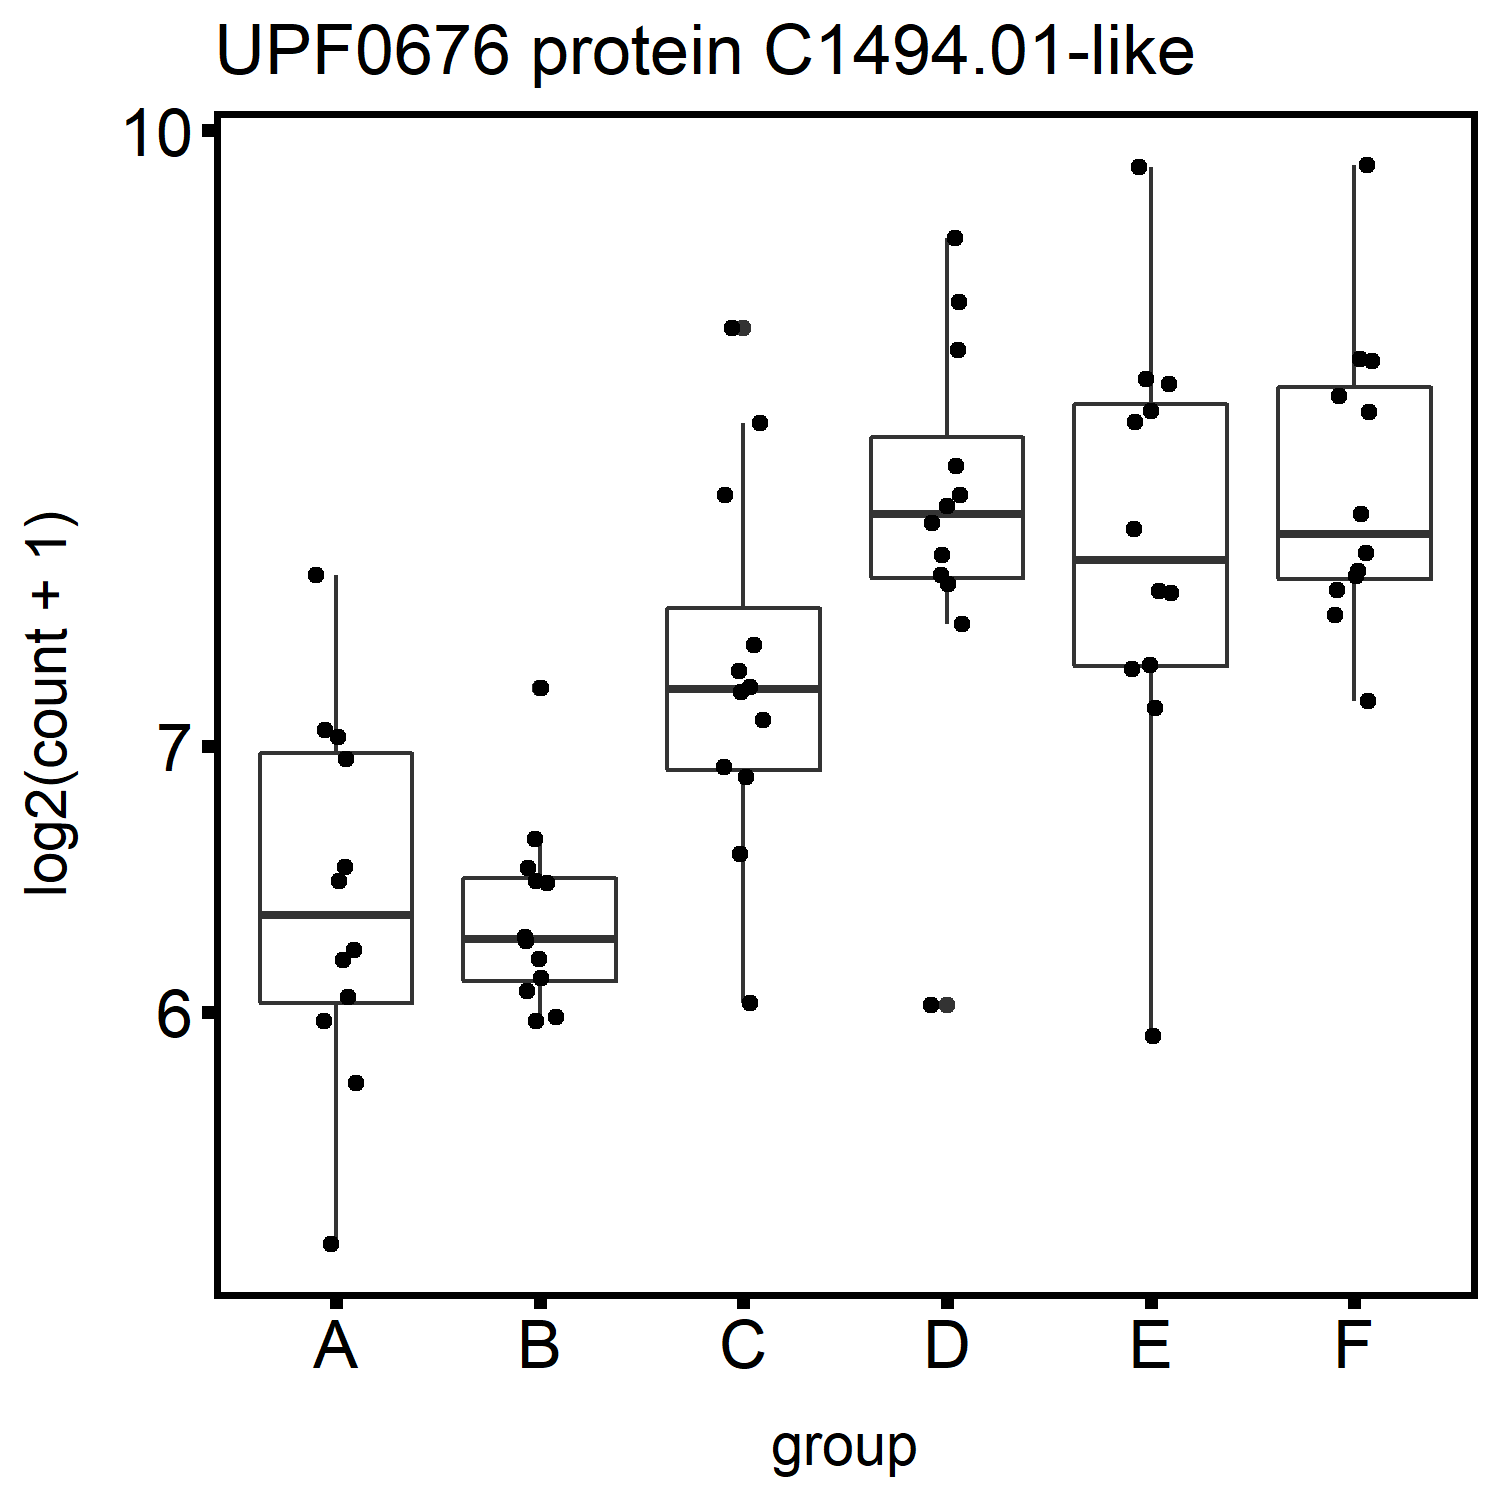 UPF0676 protein C1494.01-like
10
7
6
log2(count + 1)
A B C D E F
group